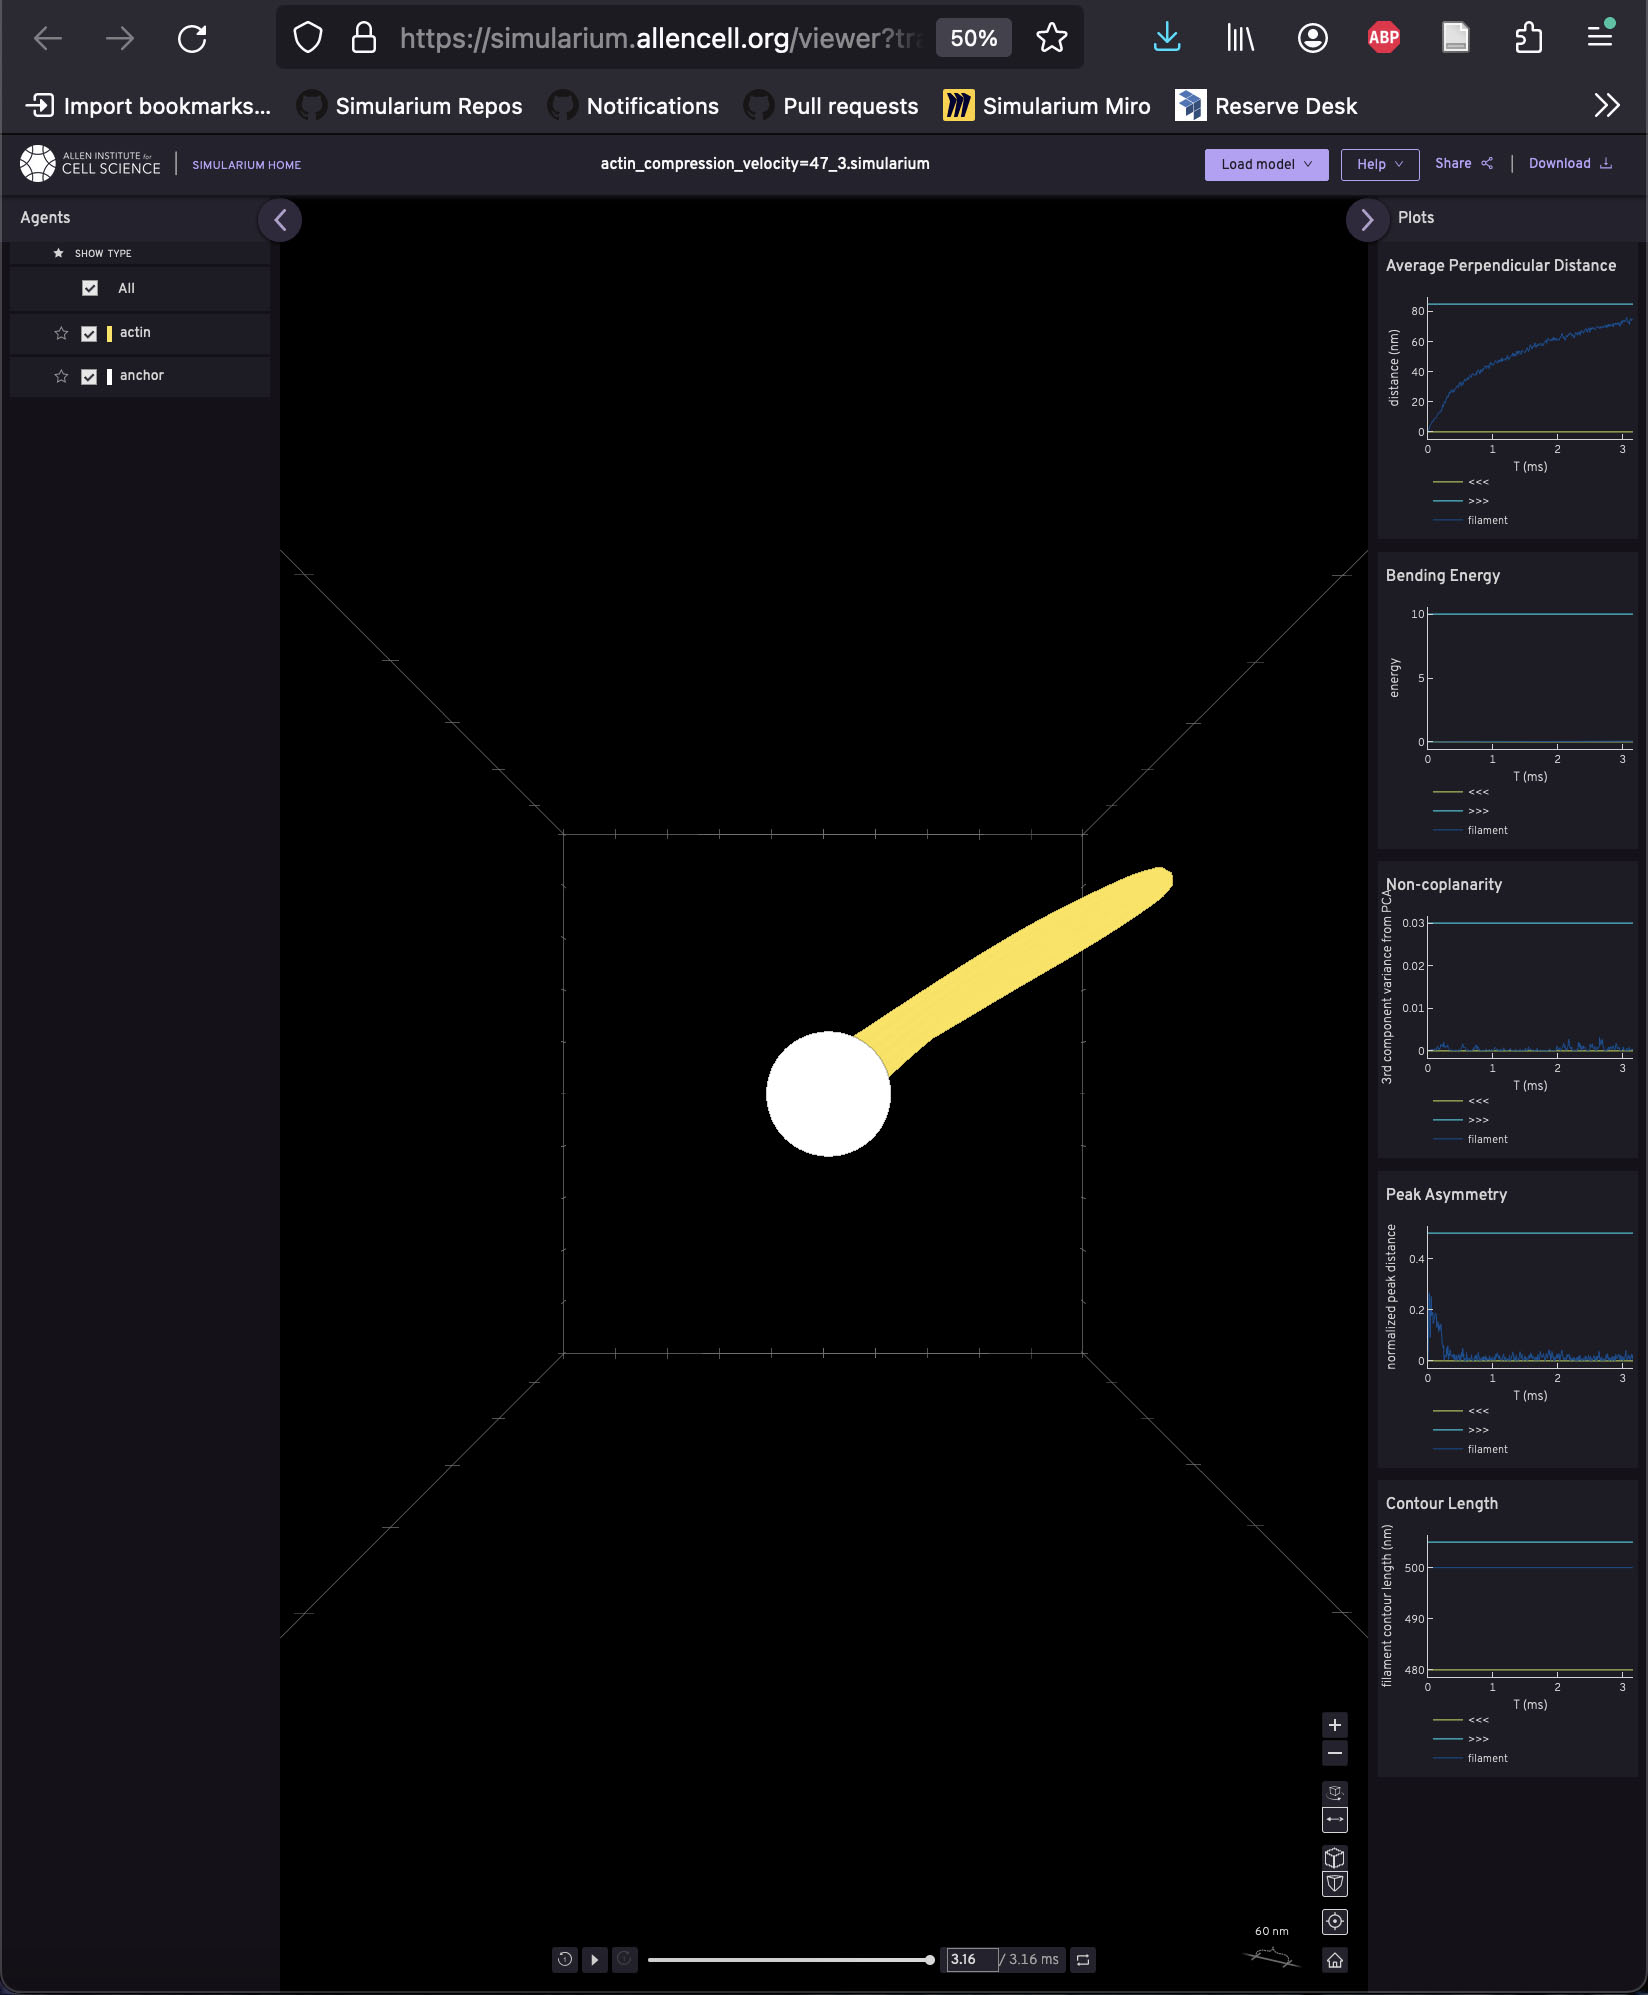 https://simularium.allencell.org/viewer?tra
50%
ABP
Import bookmarks...
Simularium Repos
Notifications
Pull requests
Simularium Miro
Reserve Desk
ALLEN INSTITUTE for
CELL SCIENCE
SIMULARIUM HOME
actin_compression_velocity=47_3.simularium
Load model
Help
Share
Download
Agents
SHOW TYPE
All
actin
anchor
Plots
Average Perpendicular Distance
distance (nm)
80
60
40
20
0
0 1 2 3
T (ms)
<<<
>>>
filament
Bending Energy
energy
10
5
0
0 1 2 3
T (ms)
<<<
>>>
filament
Non-coplanarity
3rd component variance from PCA
0.03
0.02
0.01
0
0 1 2 3
T (ms)
<<<
>>>
filament
Peak Asymmetry
normalized peak distance
0.4
0.2
0
0 1 2 3
T (ms)
<<<
>>>
filament
Contour Length
filament contour length (nm)
500
490
480
0 1 2 3
T (ms)
<<<
>>>
filament
60 nm
3.16 / 3.16 ms